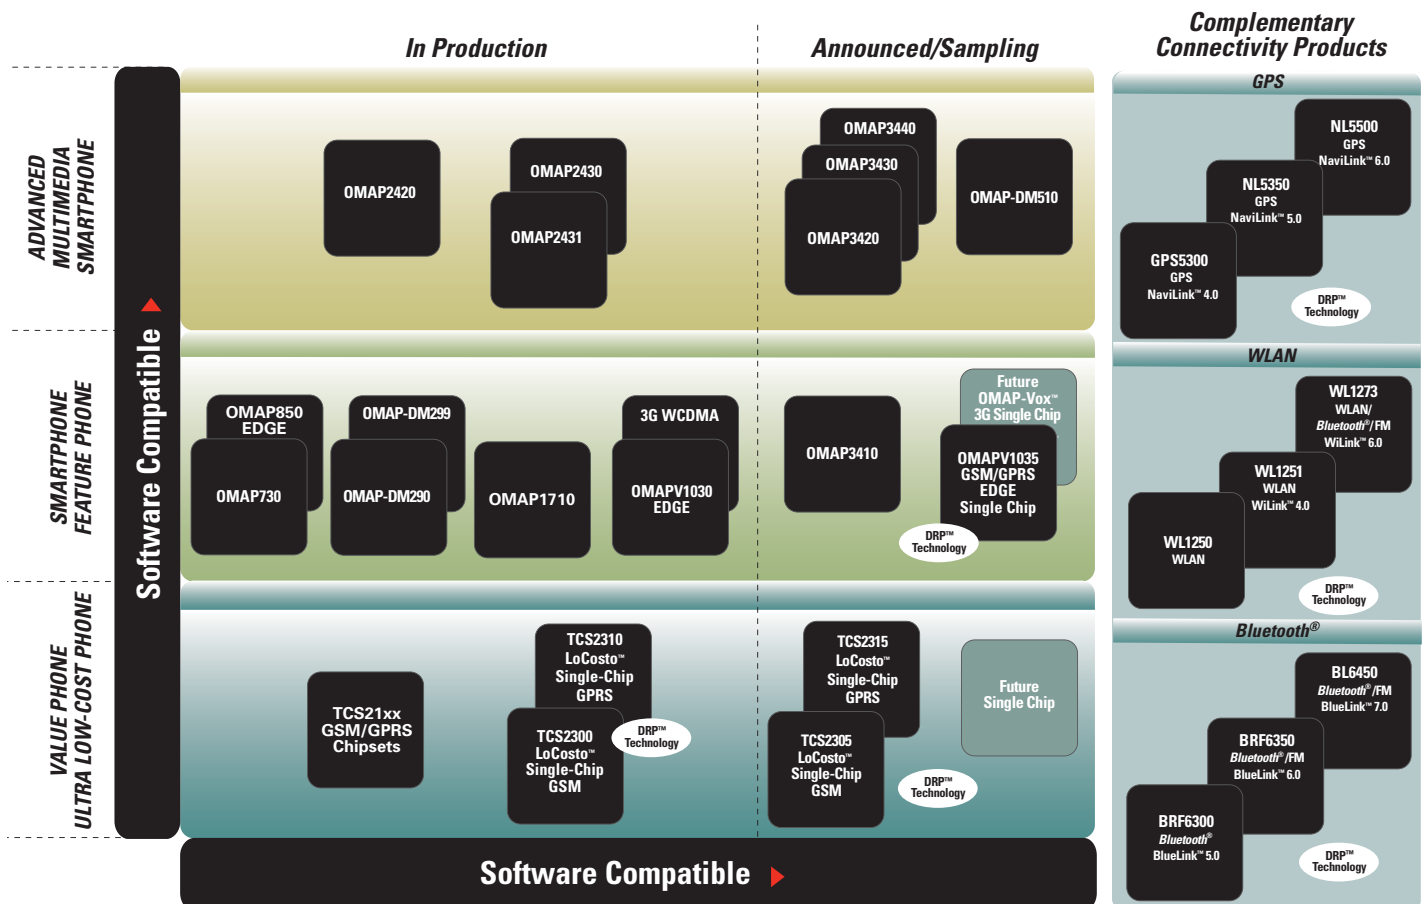 In Production
Announced/Sampling
Complementary
Connectivity Products
ADVANCED
MULTIMEDIA
SMARTPHONE
OMAP2420
OMAP2430
OMAP2431
OMAP3440
OMAP3430
OMAP3420
OMAP-DM510
SMARTPHONE
FEATURE PHONE
OMAP850
EDGE
OMAP730
OMAP-DM299
OMAP-DM290
OMAP1710
3G WCDMA
OMAPV1030
EDGE
OMAP3410
Future
OMAP-Vox™
3G Single Chip
OMAPV1035
GSM/GPRS
EDGE
Single Chip
DRP™
Technology
VALUE PHONE
ULTRA LOW-COST PHONE
TCS21xx
GSM/GPRS
Chipsets
TCS2310
LoCosto™
Single-Chip
GPRS
TCS2300
LoCosto™
Single-Chip
GSM
DRP™
Technology
TCS2315
LoCosto™
Single-Chip
GPRS
TCS2305
LoCosto™
Single-Chip
GSM
DRP™
Technology
Future
Single Chip
Software Compatible
Software Compatible
GPS
NL5500
GPS
NaviLink™ 6.0
NL5350
GPS
NaviLink™ 5.0
GPS5300
GPS
NaviLink™ 4.0
DRP™
Technology
WLAN
WL1273
WLAN/
Bluetooth®/FM
WiLink™ 6.0
WL1251
WLAN
WiLink™ 4.0
WL1250
WLAN
DRP™
Technology
Bluetooth®
BL6450
Bluetooth®/FM
BlueLink™ 7.0
BRF6350
Bluetooth®/FM
BlueLink™ 6.0
BRF6300
Bluetooth®
BlueLink™ 5.0
DRP™
Technology